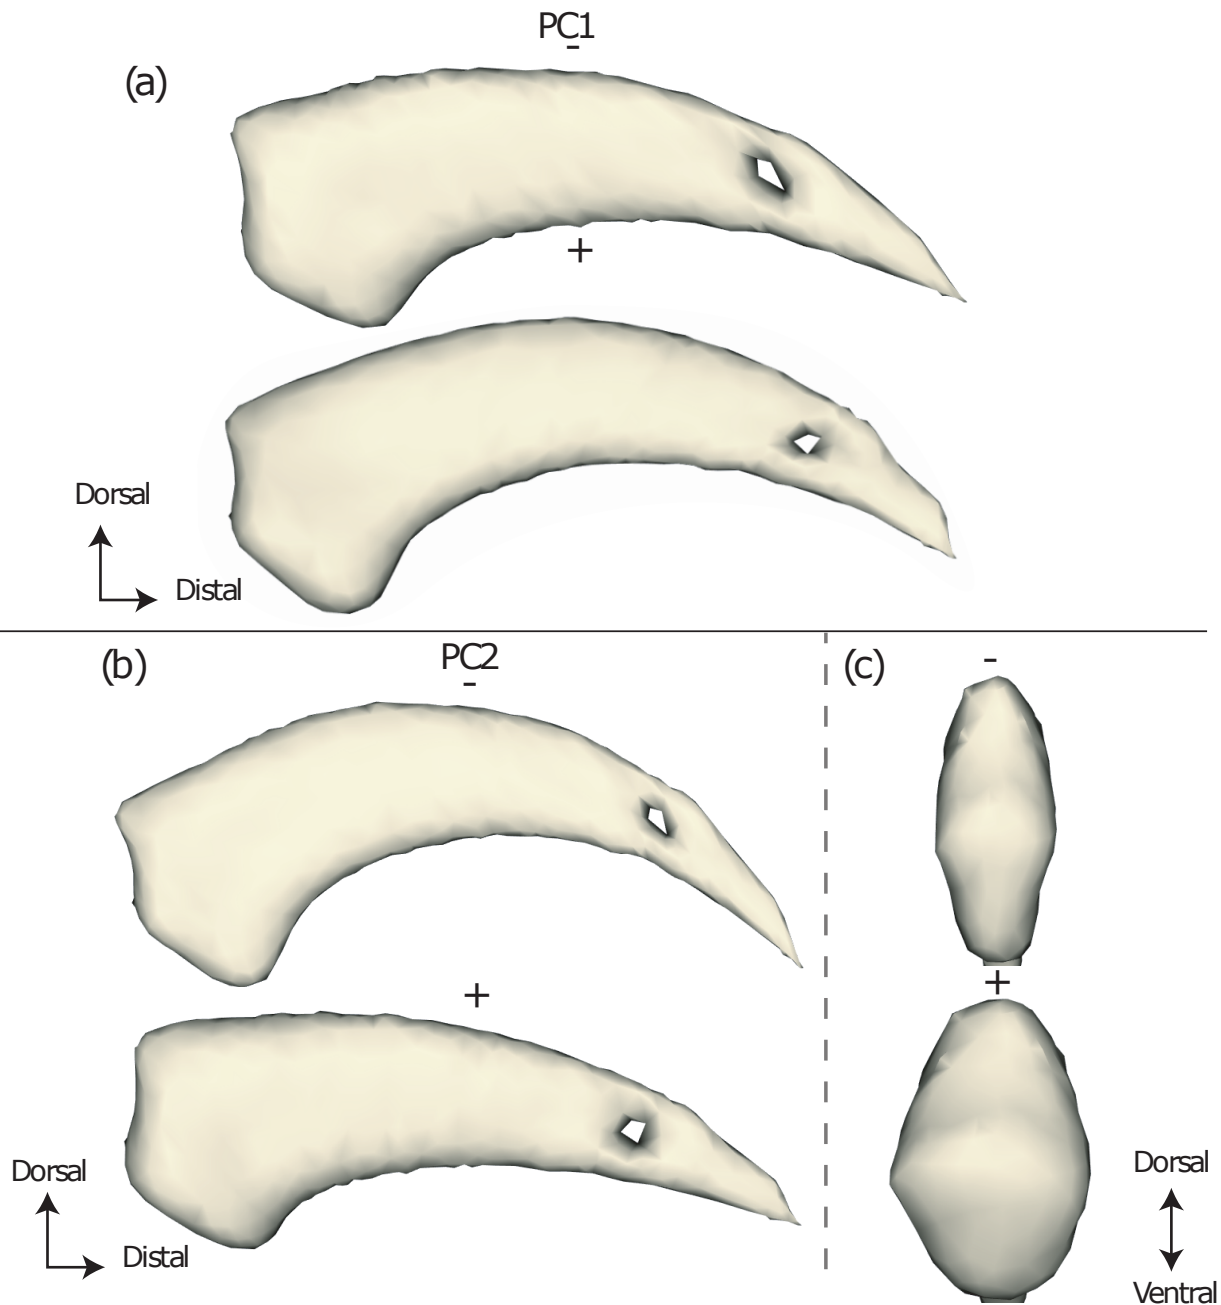 PC1
-
(a)
+
Dorsal
Distal
(b)
PC2
-
+
Dorsal
Distal
(c)
-
+
Dorsal
Ventral